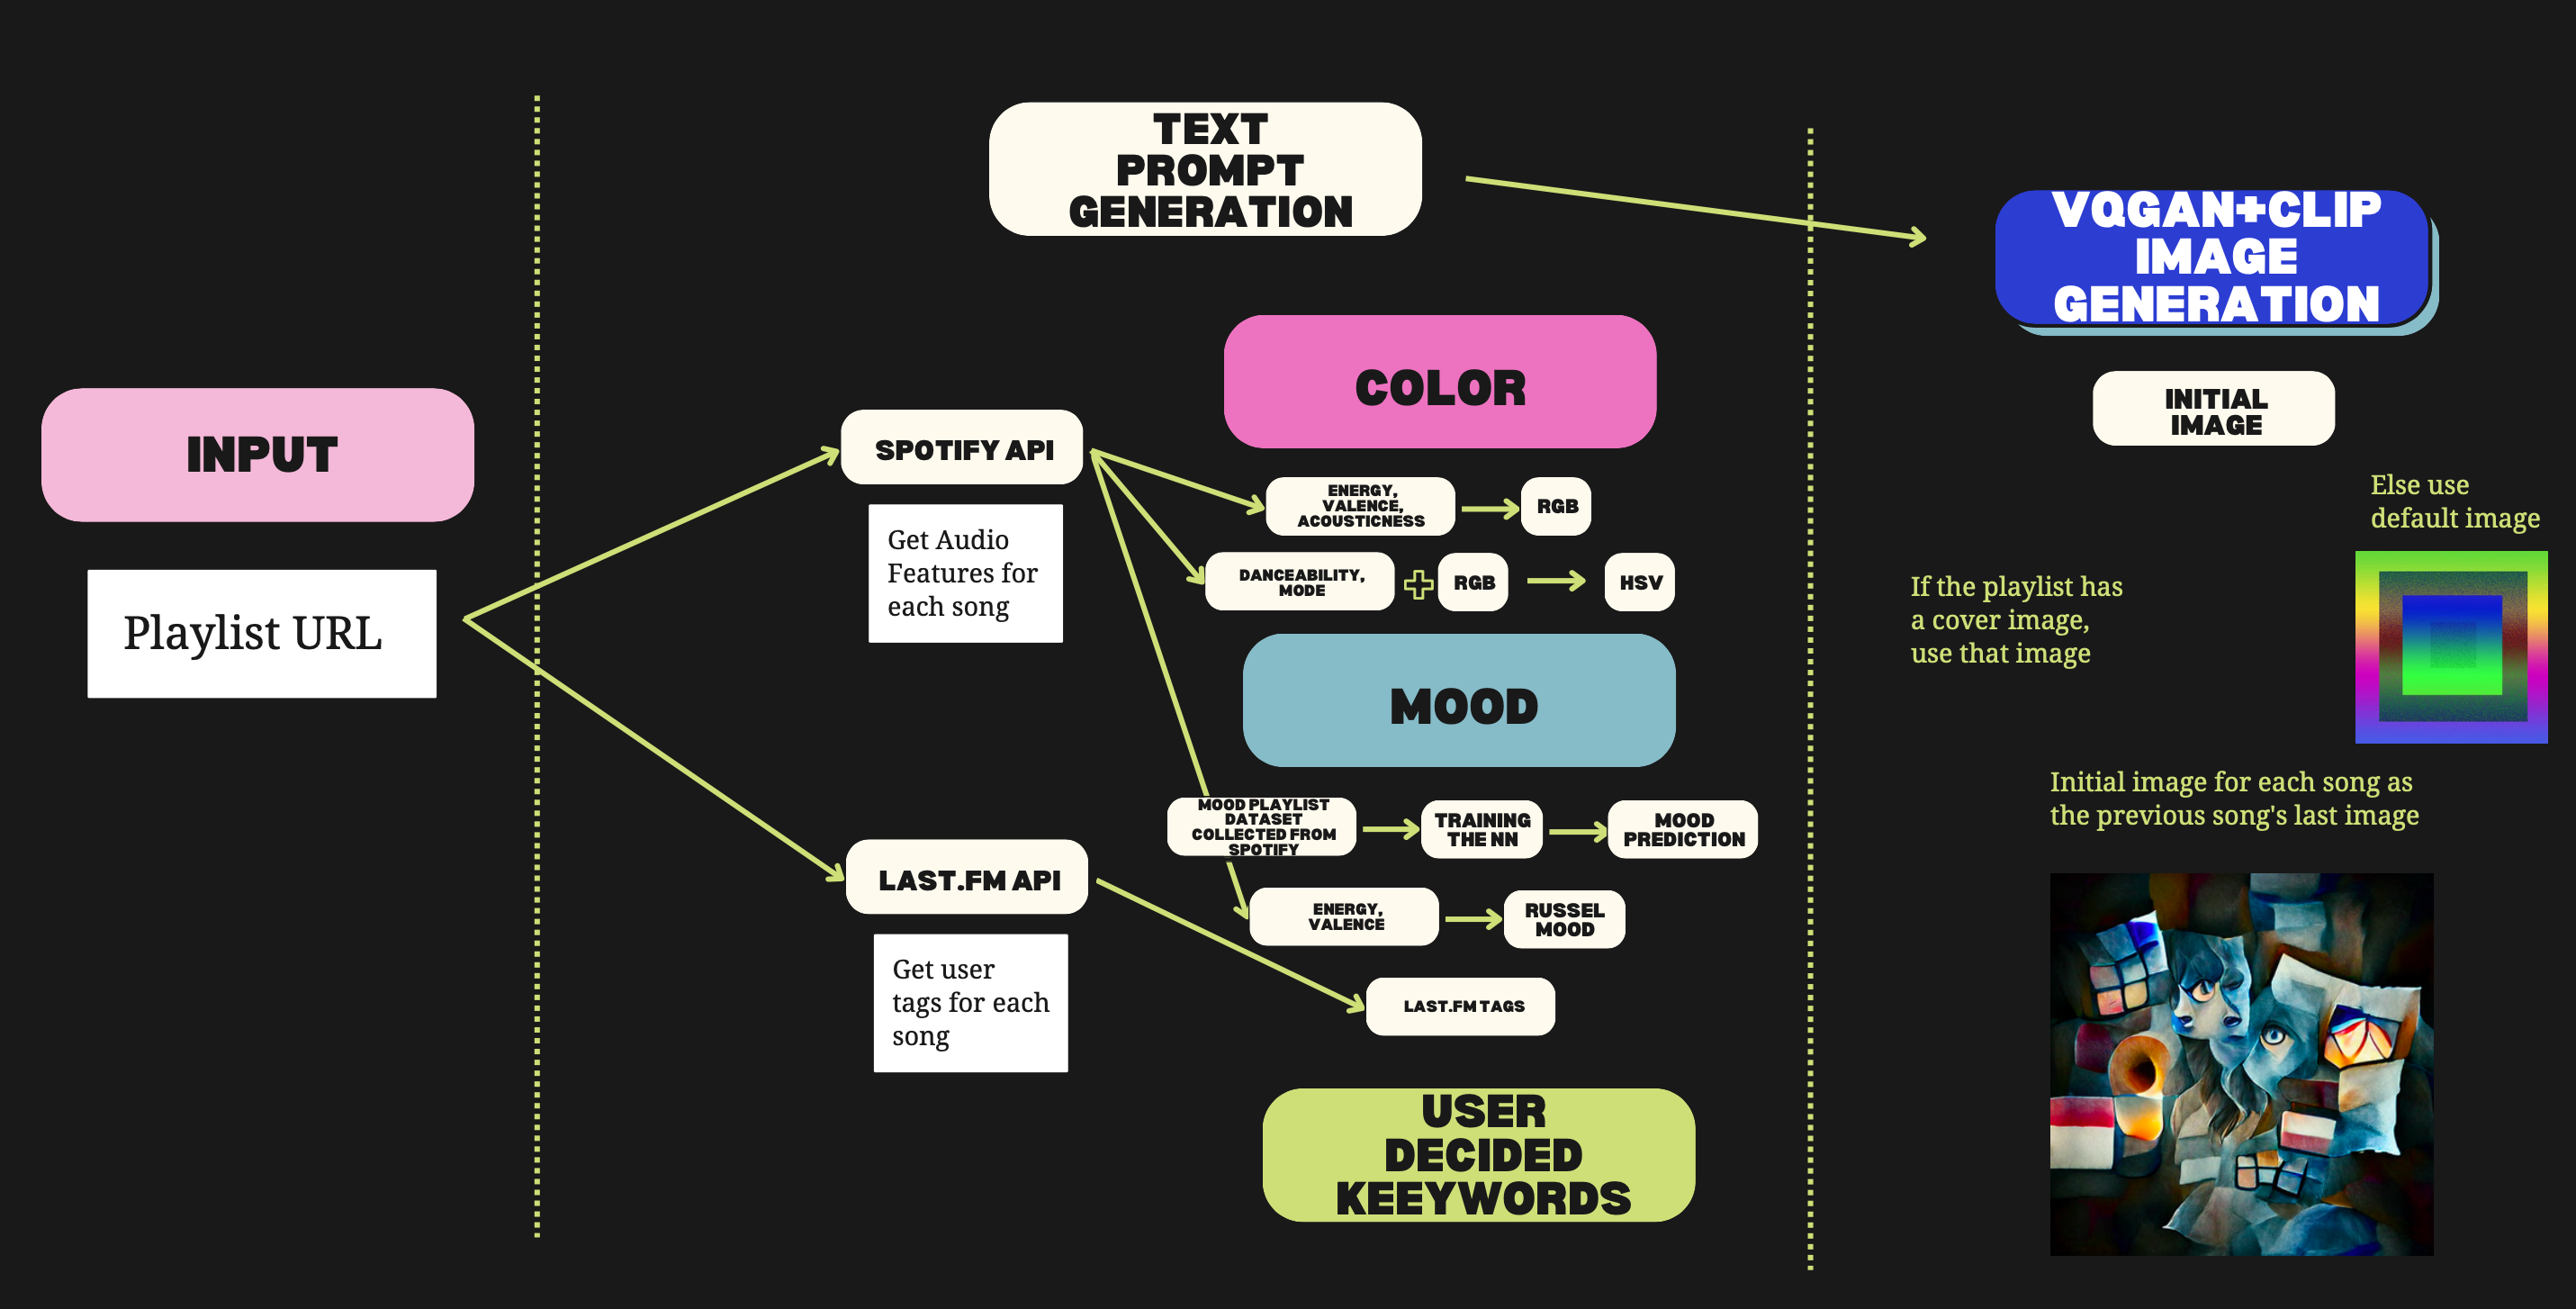 INPUT
Playlist URL
TEXT
PROMPT
GENERATION
SPOTIFY API
Get Audio
Features for
each song
LAST.FM API
Get user
tags for each
song
COLOR
ENERGY,
VALENCE,
ACOUSTICNESS
RGB
DANCEABILITY,
MODE
RGB
HSV
MOOD
MOOD PLAYLIST
DATASET
COLLECTED FROM
SPOTIFY
TRAINING
THE NN
MOOD
PREDICTION
ENERGY,
VALENCE
RUSSEL
MOOD
LAST.FM TAGS
USER
DECIDED
KEEYWORDS
VQGAN+CLIP
IMAGE
GENERATION
INITIAL
IMAGE
If the playlist has
a cover image,
use that image
Else use
default image
Initial image for each song as
the previous song's last image